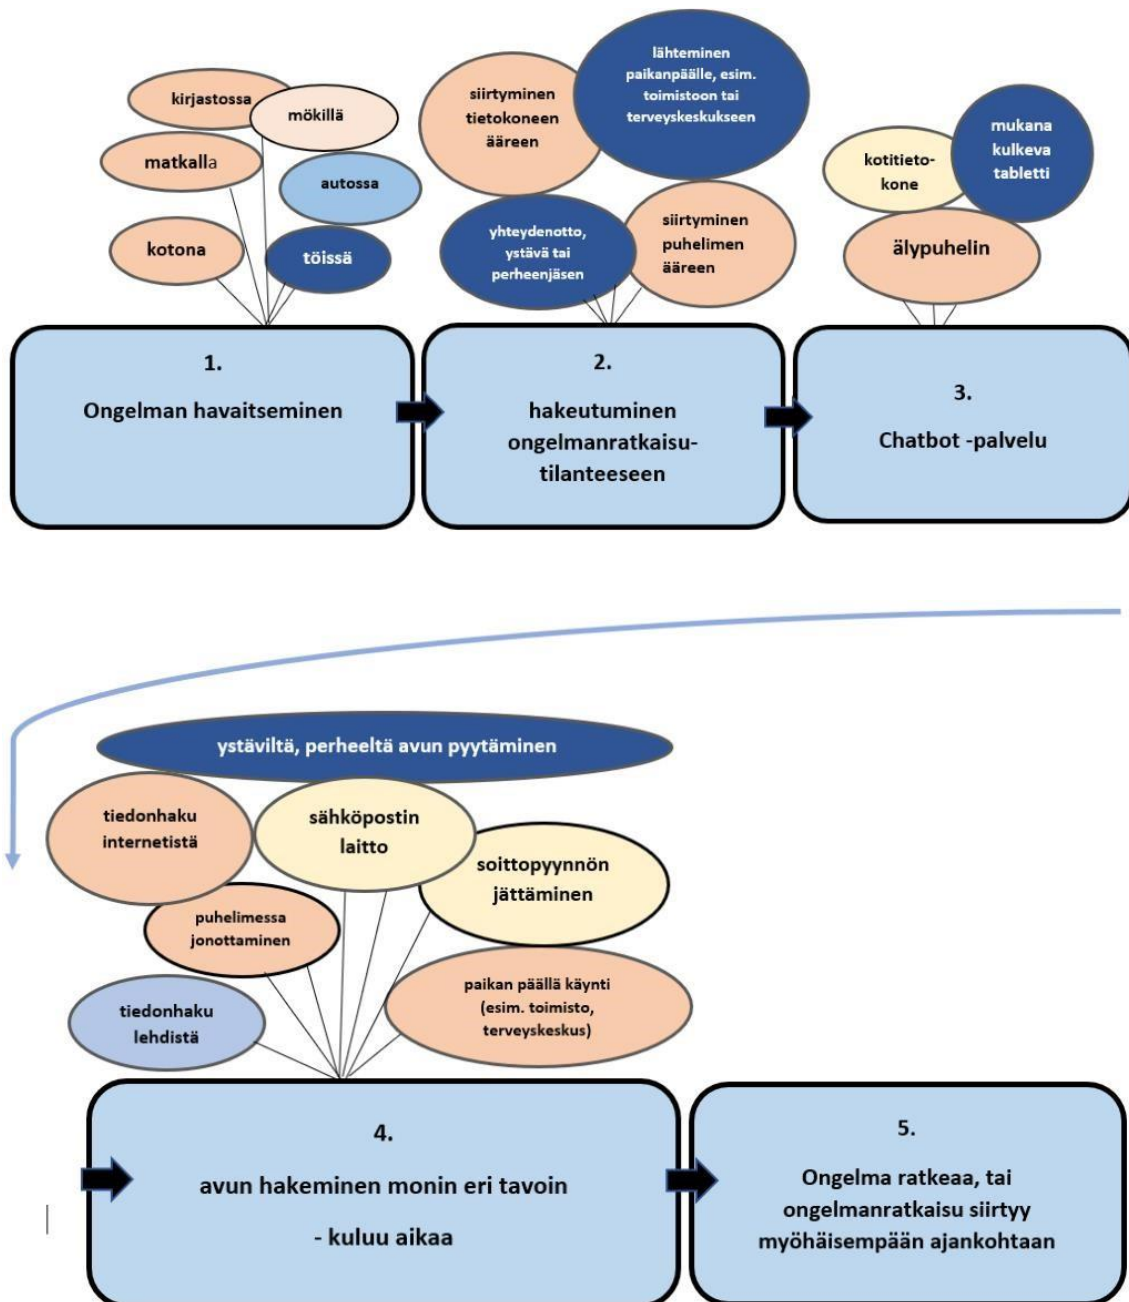 kirjastossa
mökillä
matkalla
autossa
kotona
töissä
siirtyminen
tietokoneen
ääreen
lähteminen
paikanpäälle, esim.
toimistoon tai
terveyskeskukseen
yhteydenotto,
ystävä tai
perheenjäsen
siirtyminen
puhelimen
ääreen
kotitieto-
kone
mukana
kulkeva
tabletti
älypuhelin
1.
Ongelman havaitseminen
2.
hakeutuminen
ongelmanratkaisu-
tilanteeseen
3.
Chatbot -palvelu
ystäviltä, perheeltä avun pyytäminen
tiedonhaku
internetistä
sähköpostin
laitto
soittopyynnön
jättäminen
puhelimessa
jonottaminen
paikan päällä käynti
(esim. toimisto,
terveyskeskus)
tiedonhaku
lehdistä
4.
avun hakeminen monin eri tavoin
- kuluu aikaa
5.
Ongelma ratkeaa, tai
ongelmanratkaisu siirtyy
myöhäisempään ajankohtaan